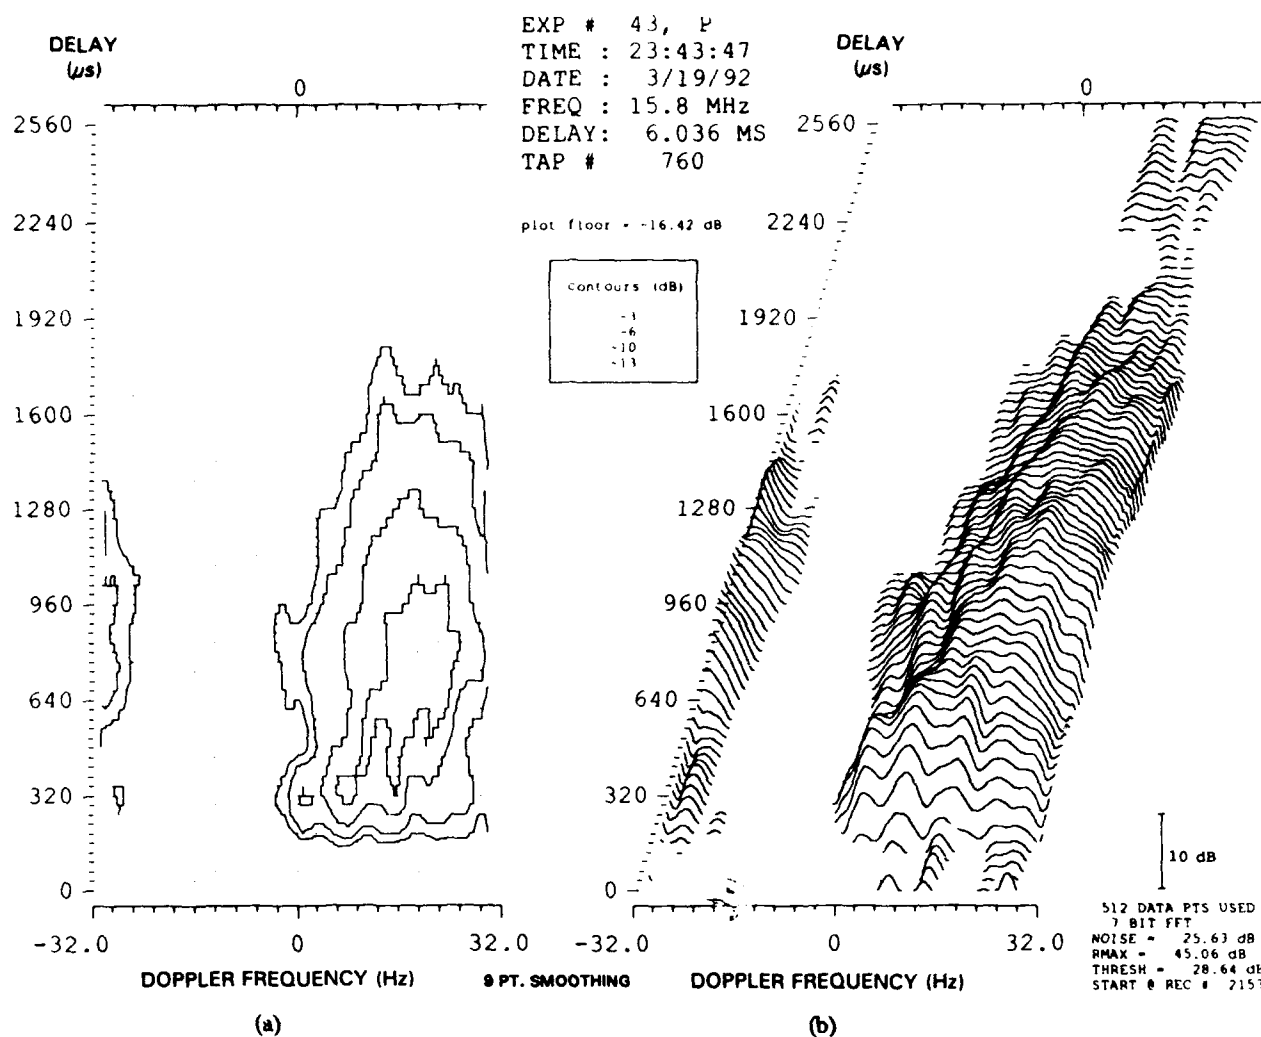 DELAY
(µs)
0
2560
2240
1920
1600
1280
960
640
320
0
-32.0 0 32.0
DOPPLER FREQUENCY (Hz)
9 PT. SMOOTHING
(a)
EXP # 43, P
TIME : 23:43:47
DATE : 3/19/92
FREQ : 15.8 MHz
DELAY: 6.036 MS
TAP # 760
plot floor = -16.42 dB
Contours (dB)
-3
-6
-10
-13
DELAY
(µs)
0
2560
2240
1920
1600
1280
960
640
320
0
-32.0 0 32.0
DOPPLER FREQUENCY (Hz)
(b)
10 dB
512 DATA PTS USED
7 BIT FFT
NOISE = 25.63 dB
RMAX = 45.06 dB
THRESH = 28.64 dB
START @ REC #